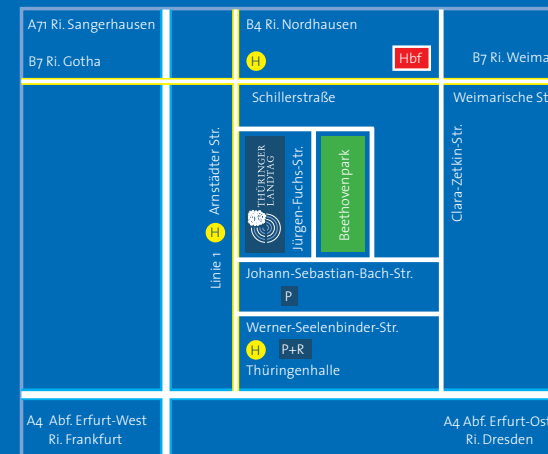 A71 Ri. Sangerhausen
B4 Ri. Nordhausen
B7 Ri. Gotha
H
Hbf
B7 Ri. Weima
Schillerstraße
Weimarische St
Arnstädter Str.
H
Linie 1
THÜRINGER
LANDTAG
Jürgen-Fuchs-Str.
Beethovenpark
Clara-Zetkin-Str.
Johann-Sebastian-Bach-Str.
P
Werner-Seelenbinder-Str.
H
P+R
Thüringenhalle
A4 Abf. Erfurt-West
Ri. Frankfurt
A4 Abf. Erfurt-Ost
Ri. Dresden